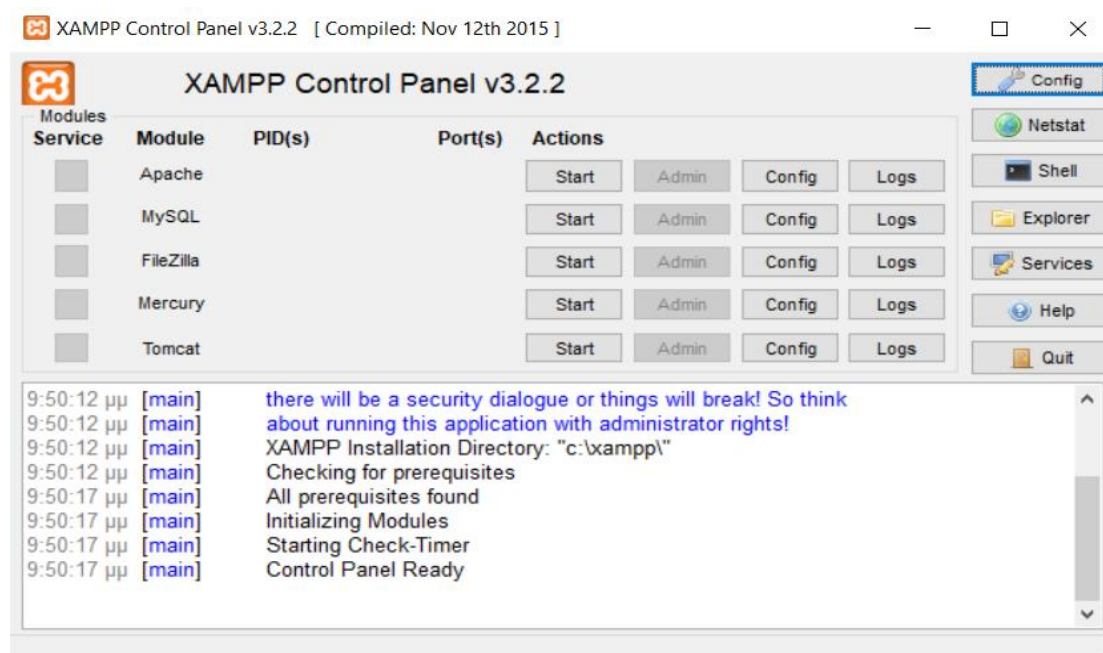 XAMPP Control Panel v3.2.2 [ Compiled: Nov 12th 2015 ]
XAMPP Control Panel v3.2.2
Config
Modules
Netstat
Service Module PID(s) Port(s) Actions
Apache Start Admin Config Logs
Shell
MySQL Start Admin Config Logs
Explorer
FileZilla Start Admin Config Logs
Services
Mercury Start Admin Config Logs
Help
Tomcat Start Admin Config Logs
Quit
9:50:12 μμ [main] there will be a security dialogue or things will break! So think
9:50:12 μμ [main] about running this application with administrator rights!
9:50:12 μμ [main] XAMPP Installation Directory: "c:\xampp\"
9:50:12 μμ [main] Checking for prerequisites
9:50:17 μμ [main] All prerequisites found
9:50:17 μμ [main] Initializing Modules
9:50:17 μμ [main] Starting Check-Timer
9:50:17 μμ [main] Control Panel Ready